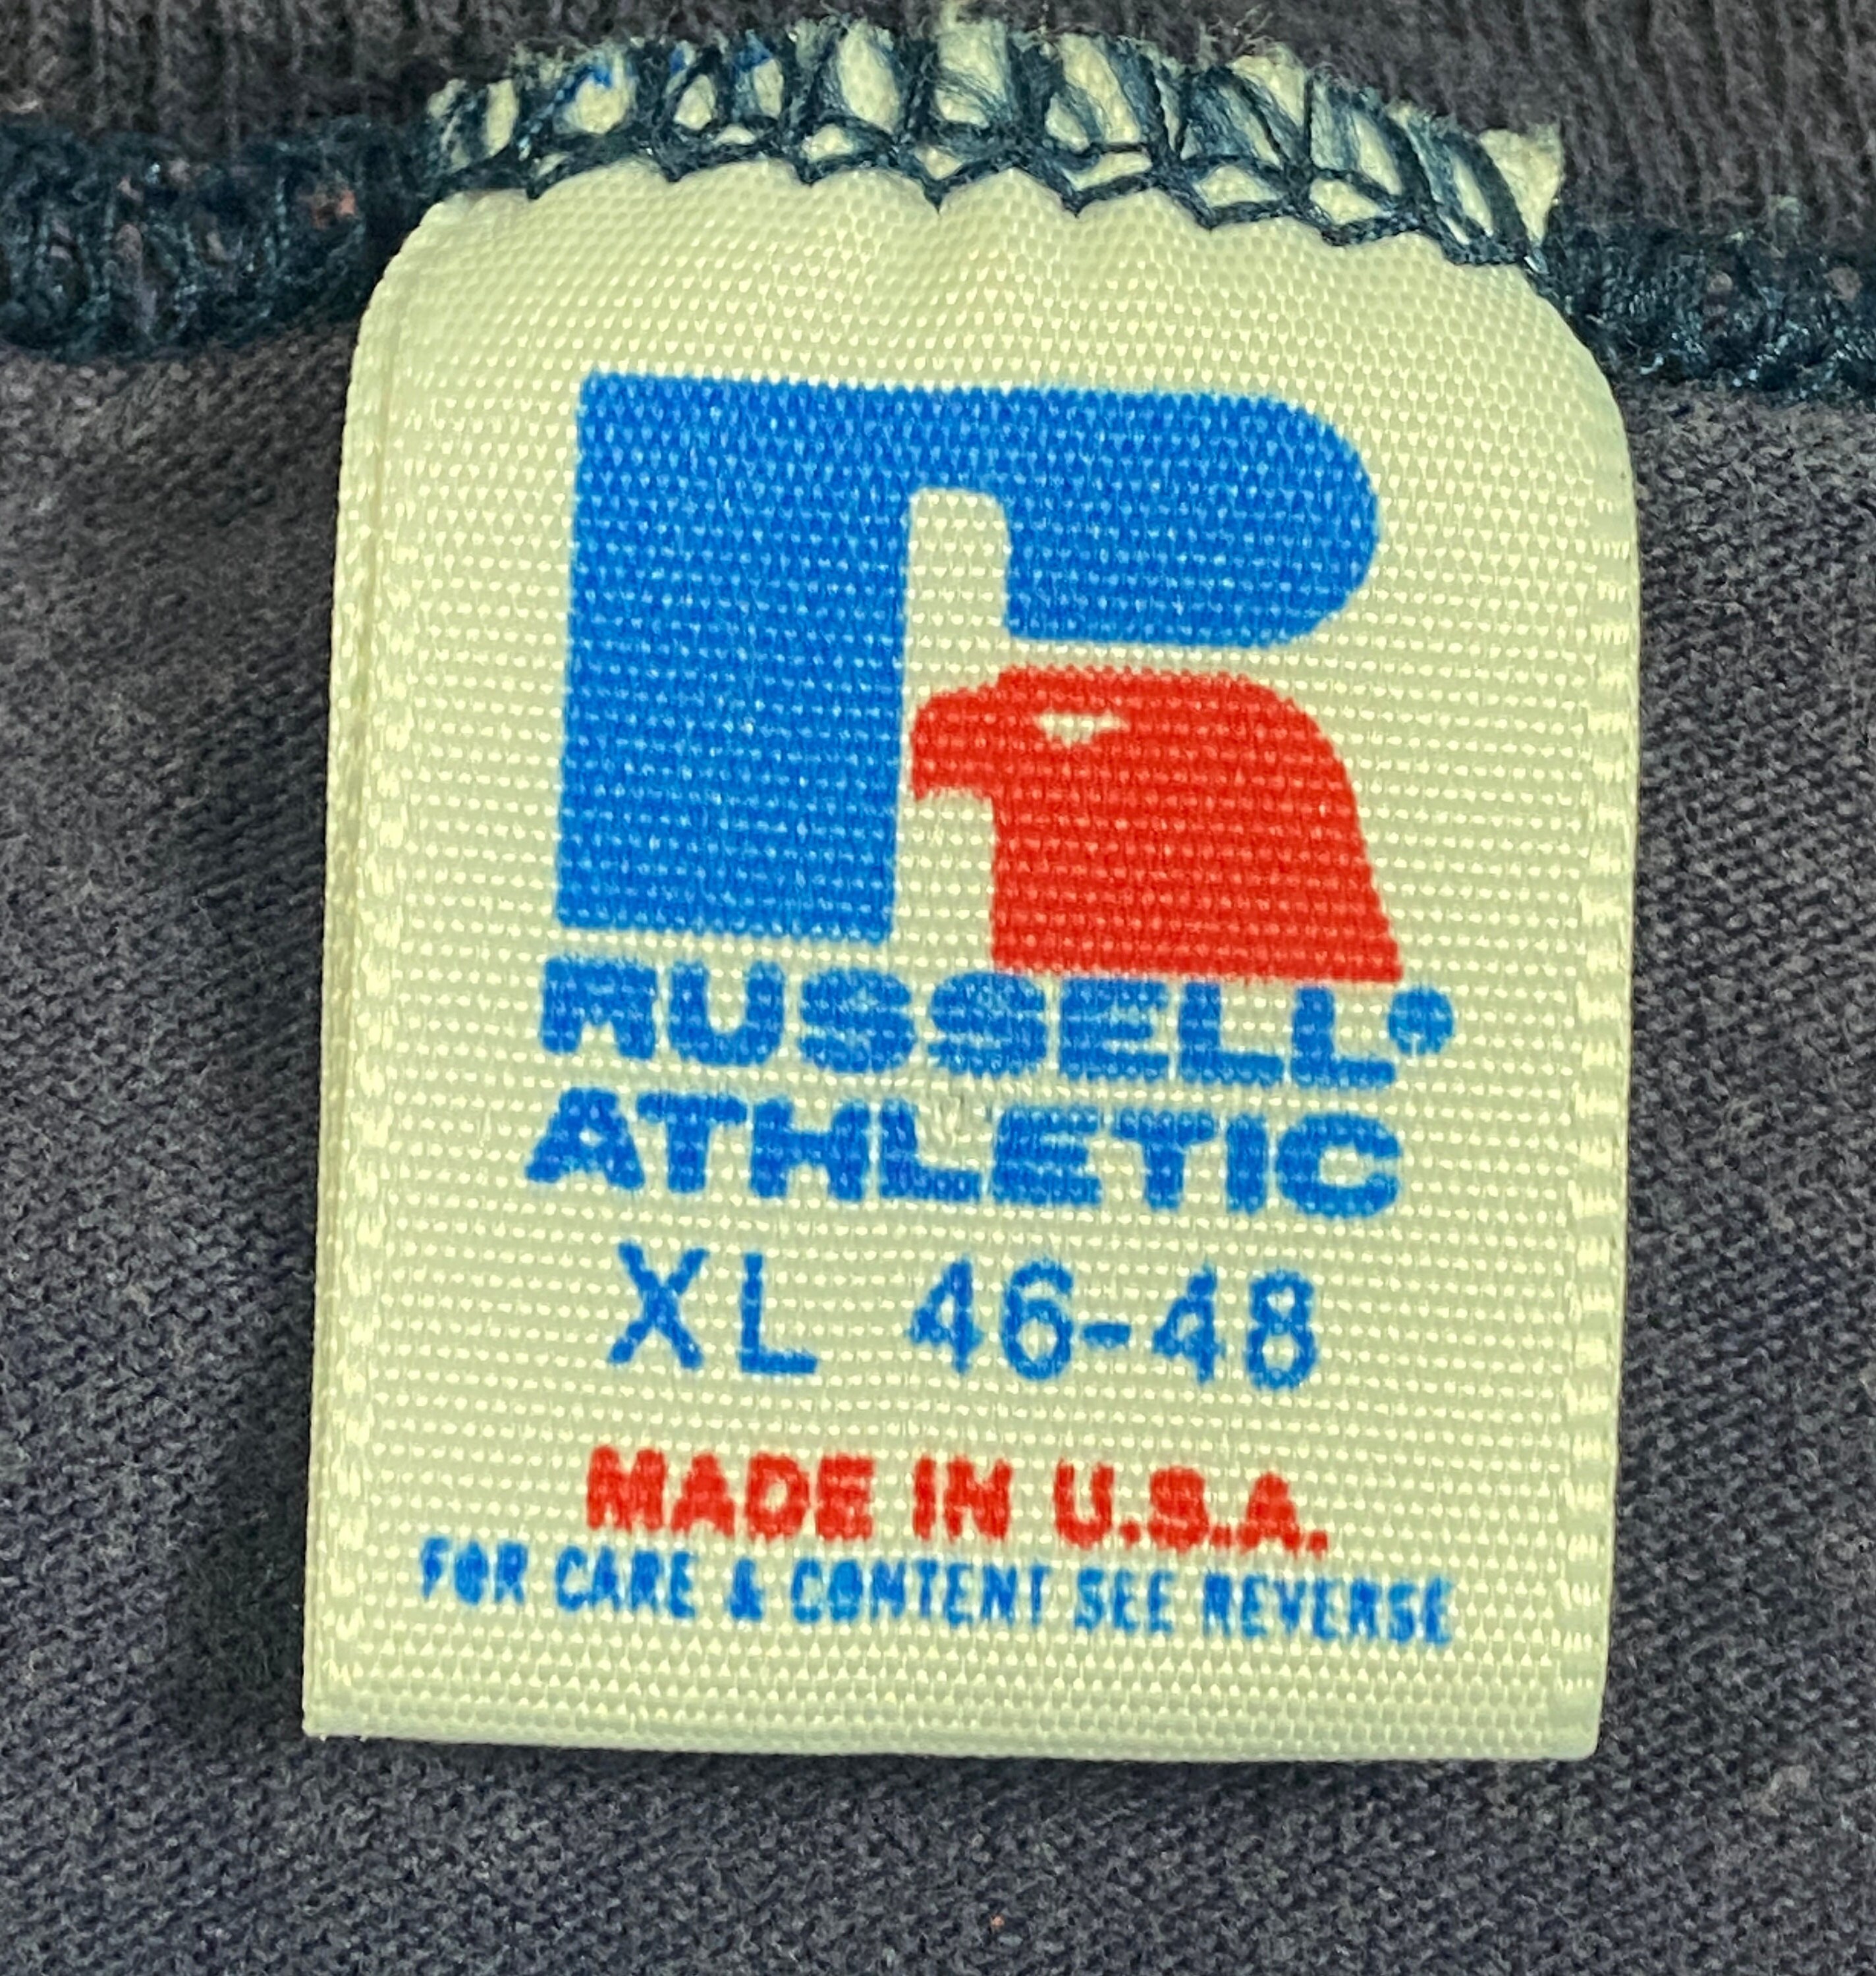 RUSSELL®
ATHLETIC
XL 46-48
MADE IN U.S.A.
FOR CARE & CONTENT SEE REVERSE